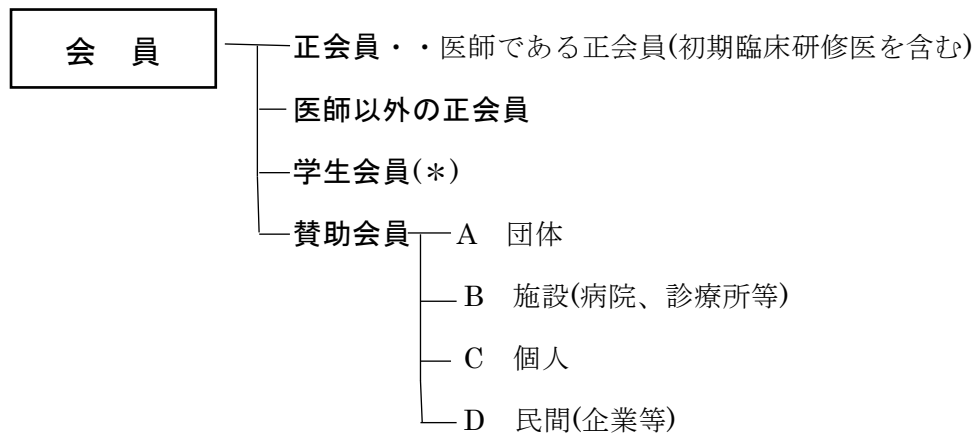 会　員
正会員・・医師である正会員(初期臨床研修医を含む)
医師以外の正会員
学生会員(＊)
賛助会員
A　団体
B　施設(病院、診療所等)
C　個人
D　民間(企業等)